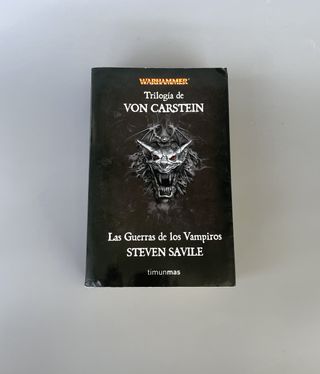 WARHAMMER
Trilogía de
VON CARSTEIN
Las Guerras de los Vampiros
STEVEN SAVILE
timunmas